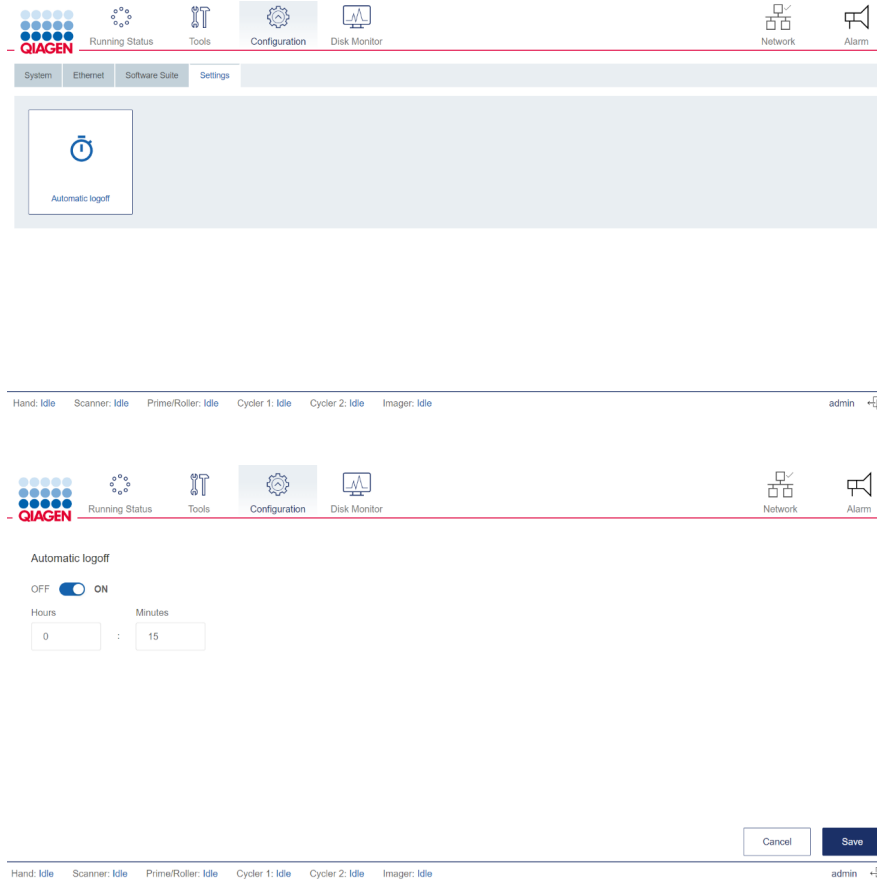 QIAGEN
Running Status Tools Configuration Disk Monitor Network Alarm
System Ethernet Software Suite Settings
Automatic logoff
Hand: Idle Scanner: Idle Prime/Roller: Idle Cycler 1: Idle Cycler 2: Idle Imager: Idle admin
QIAGEN
Running Status Tools Configuration Disk Monitor Network Alarm
Automatic logoff
OFF ON
Hours Minutes
0 : 15
Cancel Save
Hand: Idle Scanner: Idle Prime/Roller: Idle Cycler 1: Idle Cycler 2: Idle Imager: Idle admin